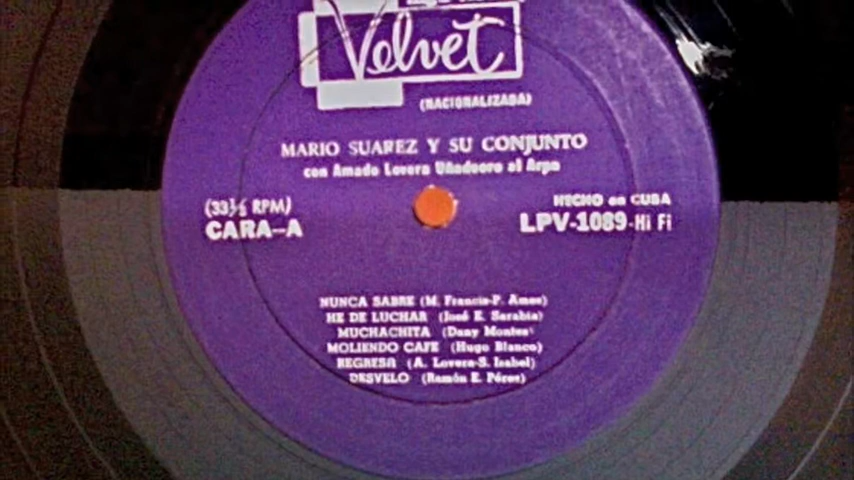 Velvet
(NACIONALIZADA)
MARIO SUAREZ Y SU CONJUNTO
con Amado Lovera Uñadeoro al Arpa
(33⅓ RPM)
CARA-A
HECHO en CUBA
LPV-1089-Hi Fi
NUNCA SABRE (M. Francis-P. Amos)
HE DE LUCHAR (José E. Sarabia)
MUCHACHITA (Dany Montes)
MOLIENDO CAFE (Hugo Blanco)
REGRESA (A. Lovera-S. Isabel)
DESVELO (Ramón E. Pérez)